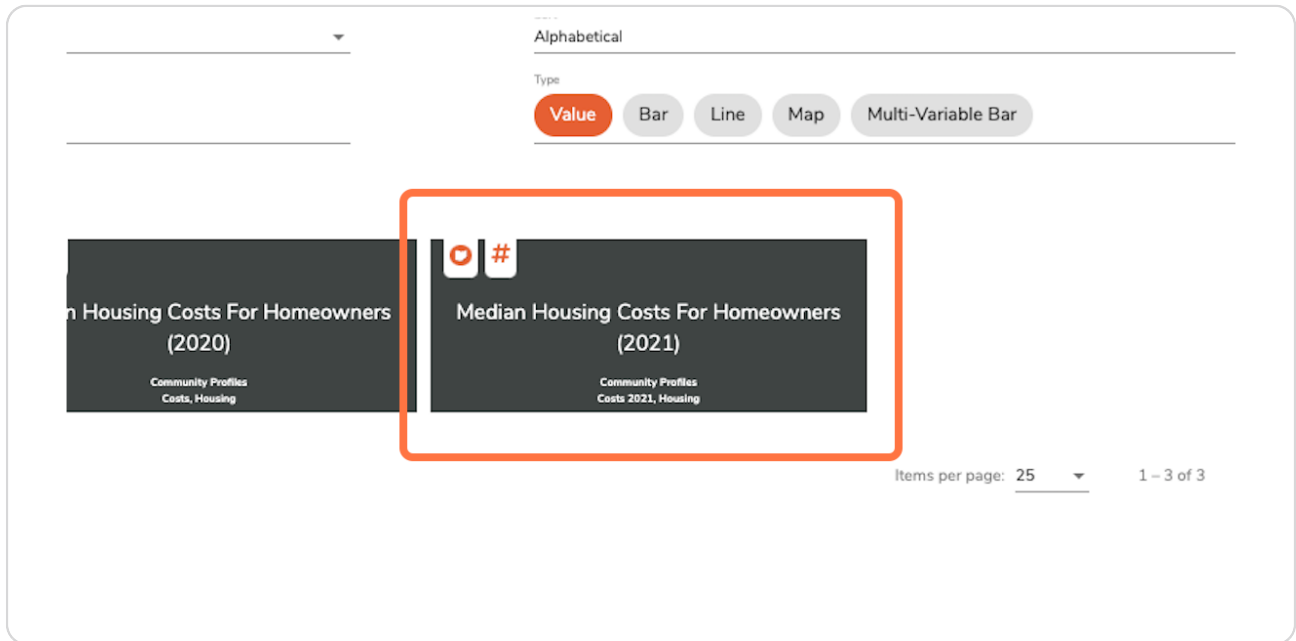 Alphabetical
Type
Value Bar Line Map Multi-Variable Bar
#
Housing Costs For Homeowners
(2020)
Community Profiles
Costs, Housing
Median Housing Costs For Homeowners
(2021)
Community Profiles
Costs 2021, Housing
Items per page: 25 1 – 3 of 3